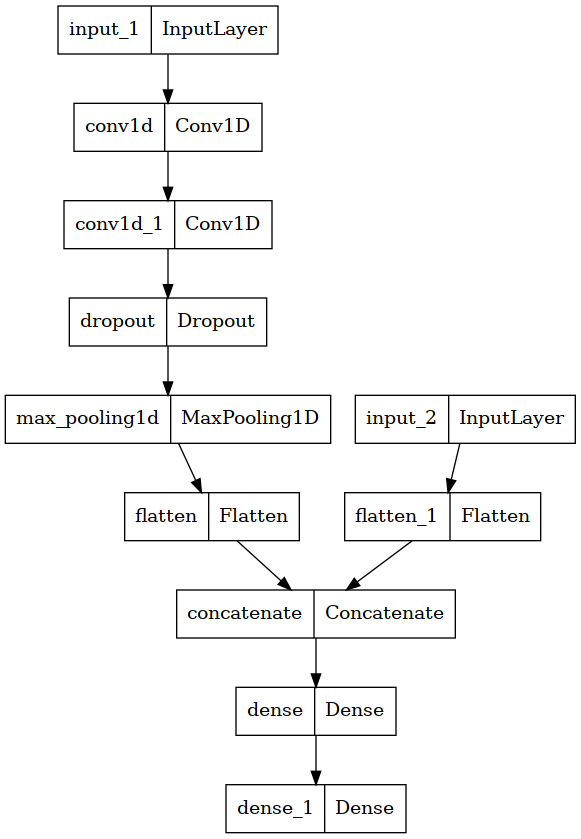 input_1 InputLayer
conv1d Conv1D
conv1d_1 Conv1D
dropout Dropout
max_pooling1d MaxPooling1D input_2 InputLayer
flatten Flatten flatten_1 Flatten
concatenate Concatenate
dense Dense
dense_1 Dense